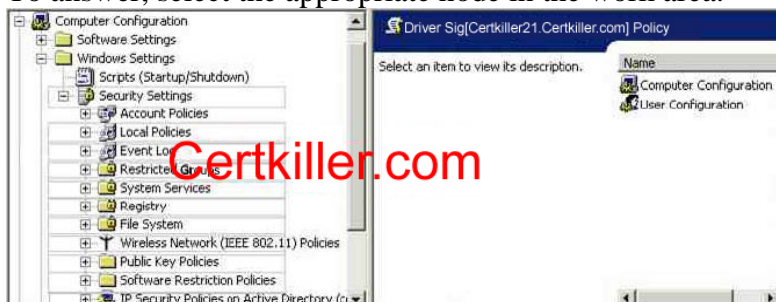 To answer, select the appropriate node in the work area.
Computer Configuration
Software Settings
Windows Settings
Scripts (Startup/Shutdown)
Security Settings
Account Policies
Local Policies
Event Log
Restricted Groups
System Services
Registry
File System
Wireless Network (IEEE 802.11) Policies
Public Key Policies
Software Restriction Policies
IP Security Policies on Active Directory (
Driver Sig[Certkiller21.Certkiller.com] Policy
Select an item to view its description.
Name
Computer Configuration
User Configuration
Certkiller.com